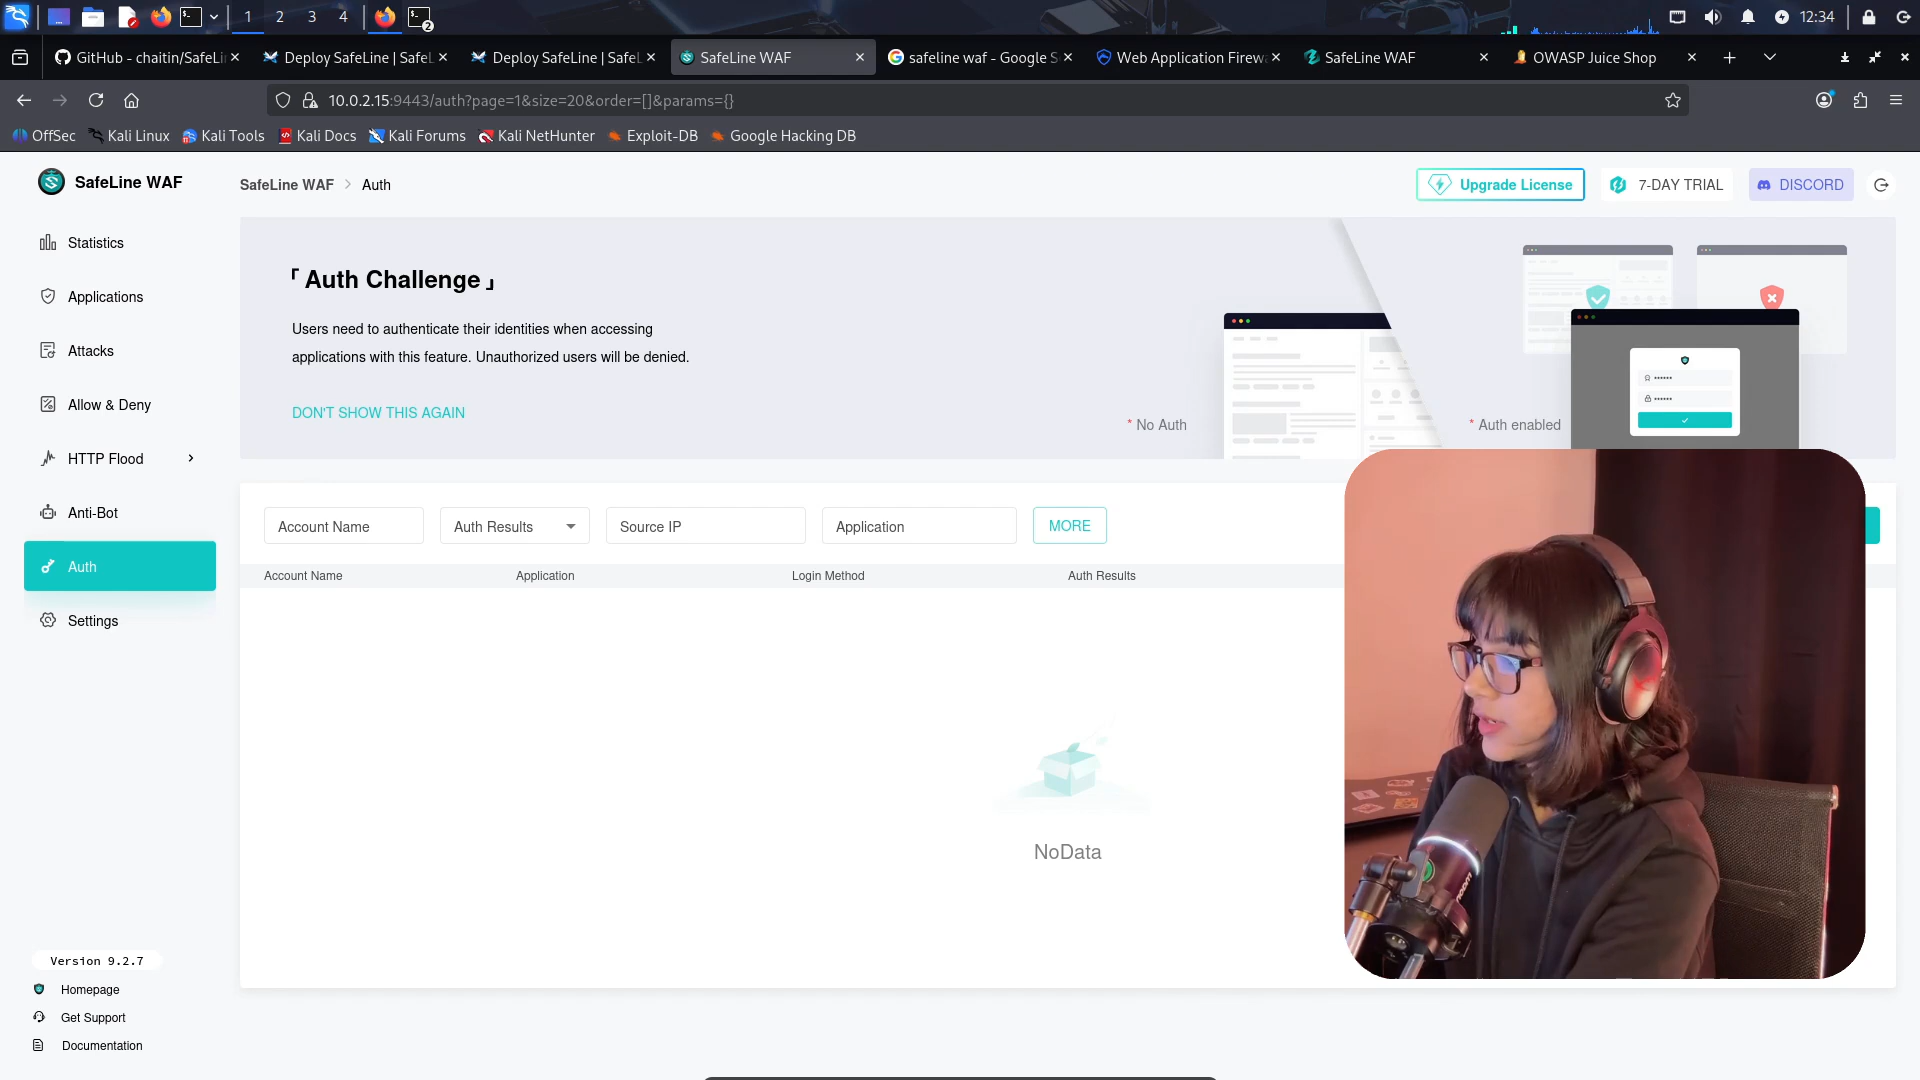 1
2
3
4
2
12:34
GitHub - chaitin/SafeLi
Deploy SafeLine | SafeL
Deploy SafeLine | SafeL
SafeLine WAF
safeline waf - Google S
Web Application Firewa
SafeLine WAF
OWASP Juice Shop
10.0.2.15:9443/auth?page=1&size=20&order=[]&params={}
OffSec
Kali Linux
Kali Tools
Kali Docs
Kali Forums
Kali NetHunter
Exploit-DB
Google Hacking DB
SafeLine WAF
SafeLine WAF > Auth
Upgrade License
7-DAY TRIAL
DISCORD
Statistics
Applications
Attacks
Allow & Deny
HTTP Flood
Anti-Bot
Auth
Settings
「 Auth Challenge 」
Users need to authenticate their identities when accessing
applications with this feature. Unauthorized users will be denied.
DON'T SHOW THIS AGAIN
* No Auth
* Auth enabled
Account Name
Auth Results
Source IP
Application
MORE
Account Name
Application
Login Method
Auth Results
NoData
Version 9.2.7
Homepage
Get Support
Documentation